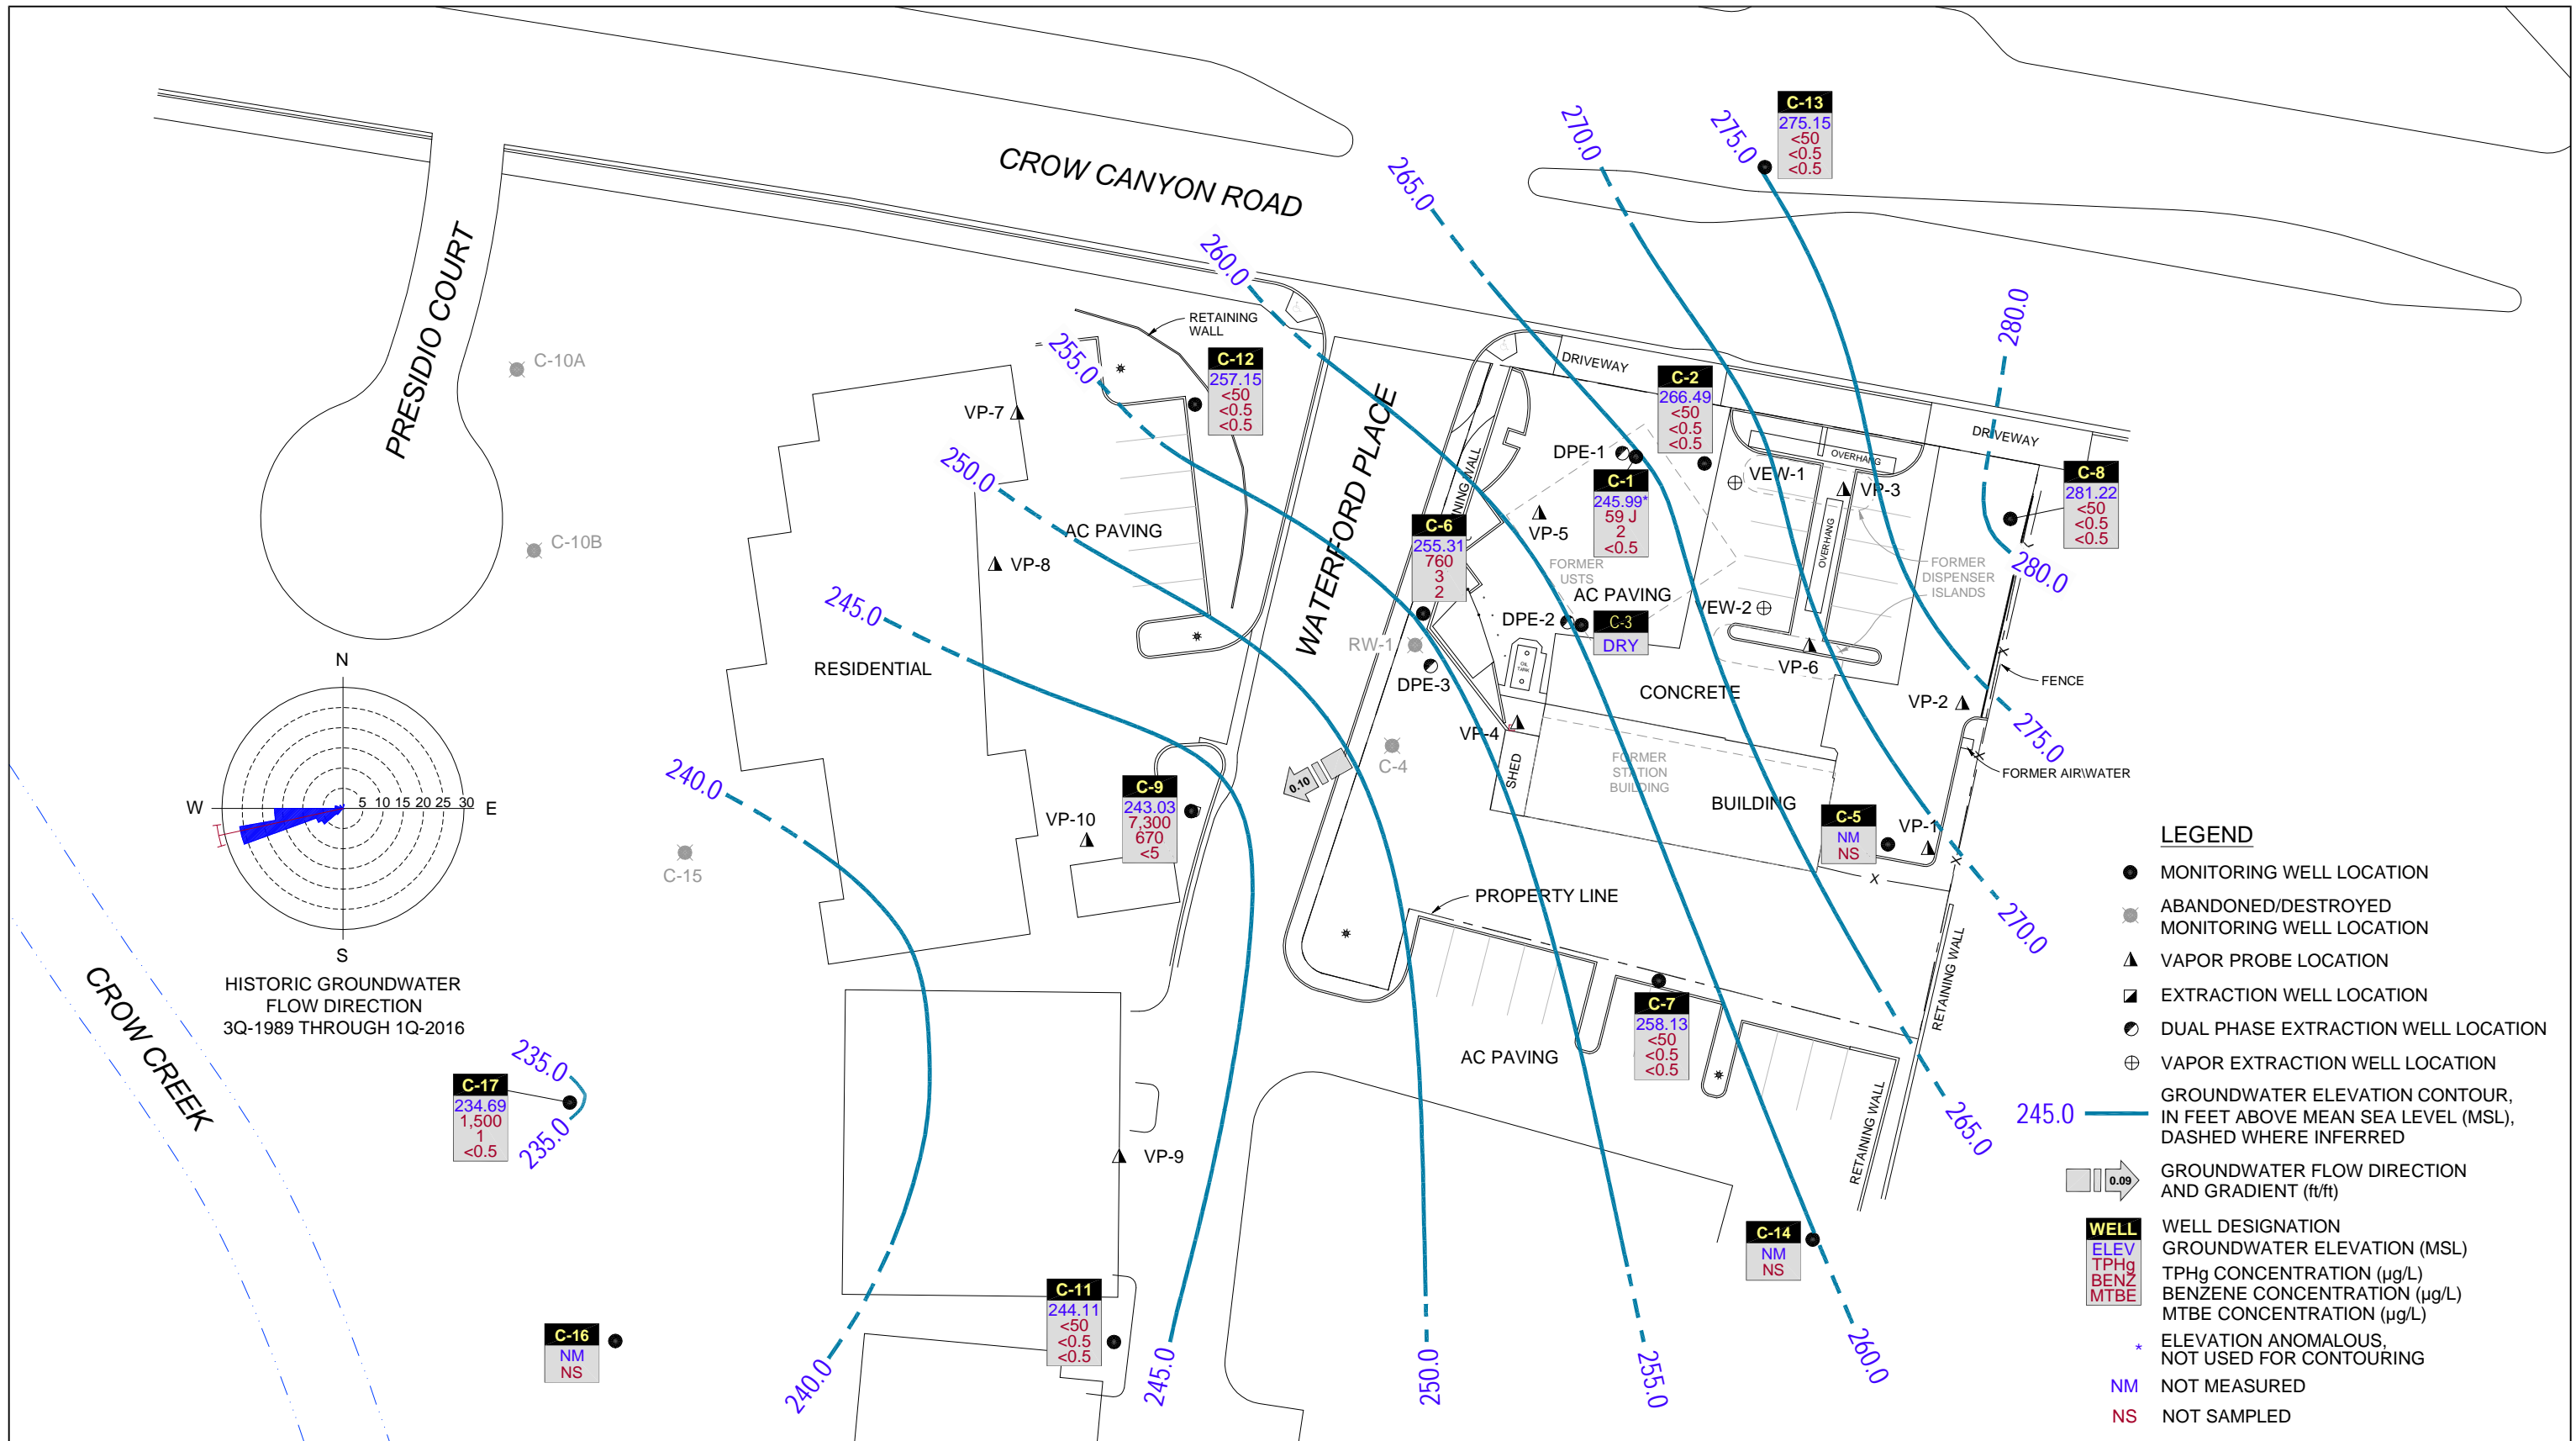 CROW CANYON ROAD
PRESIDIO COURT
WATERFORD PLACE
CROW CREEK
C-10A
C-10B
275.0
270.0
265.0
260.0
255.0
250.0
245.0
240.0
235.0
235.0
280.0
280.0
275.0
270.0
265.0
260.0
255.0
250.0
245.0
240.0
C-13
275.15
<50
<0.5
<0.5
RETAINING
WALL
C-12
257.15
<50
<0.5
<0.5
VP-7
VP-8
AC PAVING
RESIDENTIAL
DRIVEWAY
C-2
266.49
<50
<0.5
<0.5
DPE-1
C-1
245.99*
59 J
2
<0.5
VEW-1
OVERHANG
VP-3
DRIVEWAY
C-8
281.22
<50
<0.5
<0.5
C-6
255.31
760
3
2
VP-5
FORMER
USTS
AC PAVING
OVERHANG
FORMER
DISPENSER
ISLANDS
VEW-2
DPE-2
C-3
DRY
RW-1
DPE-3
OIL
TANK
VP-6
CONCRETE
FENCE
VP-2
VP-4
C-4
0.10
SHED
FORMER
STATION
BUILDING
BUILDING
FORMER AIR\WATER
C-5
NM
NS
VP-1
X
X
X
X
C-9
243.03
7,300
670
<5
VP-10
C-15
PROPERTY LINE
RETAINING WALL
C-7
258.13
<50
<0.5
<0.5
AC PAVING
RETAINING WALL
VP-9
C-14
NM
NS
C-11
244.11
<50
<0.5
<0.5
C-16
NM
NS
C-17
234.69
1,500
1
<0.5
N
W
5 10 15 20 25 30
E
S
HISTORIC GROUNDWATER
FLOW DIRECTION
3Q-1989 THROUGH 1Q-2016
LEGEND
MONITORING WELL LOCATION
ABANDONED/DESTROYED
MONITORING WELL LOCATION
VAPOR PROBE LOCATION
EXTRACTION WELL LOCATION
DUAL PHASE EXTRACTION WELL LOCATION
VAPOR EXTRACTION WELL LOCATION
245.0
GROUNDWATER ELEVATION CONTOUR,
IN FEET ABOVE MEAN SEA LEVEL (MSL),
DASHED WHERE INFERRED
0.09
GROUNDWATER FLOW DIRECTION
AND GRADIENT (ft/ft)
WELL
WELL DESIGNATION
ELEV
GROUNDWATER ELEVATION (MSL)
TPHg
TPHg CONCENTRATION (µg/L)
BENZ
BENZENE CONCENTRATION (µg/L)
MTBE
MTBE CONCENTRATION (µg/L)
*
ELEVATION ANOMALOUS,
NOT USED FOR CONTOURING
NM
NOT MEASURED
NS
NOT SAMPLED